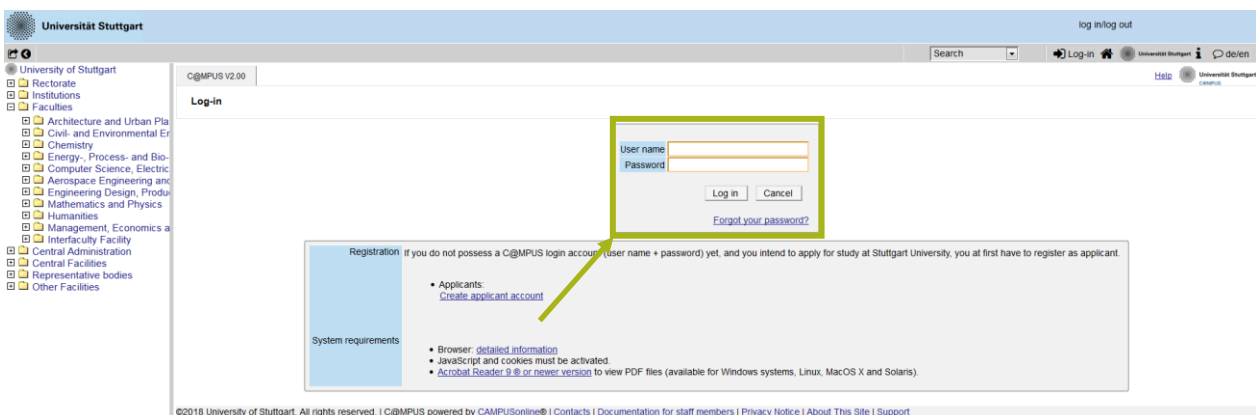 Universität Stuttgart
log in/log out
Search
Log-in
Universität Stuttgart
de/en
University of Stuttgart
Rectorate
Institutions
Faculties
Architecture and Urban Pla
Civil- and Environmental Er
Chemistry
Energy-, Process- and Bio-
Computer Science, Electric
Aerospace Engineering and
Engineering Design, Produ
Mathematics and Physics
Humanities
Management, Economics a
Interfaculty Facility
Central Administration
Central Facilities
Representative bodies
Other Facilities
C@MPUS V2.00
Help
Universität Stuttgart
C@MPUS
Log-in
User name
Password
Log in Cancel
Forgot your password?
Registration If you do not possess a C@MPUS login account (user name + password) yet, and you intend to apply for study at Stuttgart University, you at first have to register as applicant.
• Applicants:
Create applicant account
System requirements
• Browser: detailed information
• JavaScript and cookies must be activated.
• Acrobat Reader 9 ® or newer version to view PDF files (available for Windows systems, Linux, MacOS X and Solaris).
©2018 University of Stuttgart. All rights reserved. | C@MPUS powered by CAMPUSonline® | Contacts | Documentation for staff members | Privacy Notice | About This Site | Support